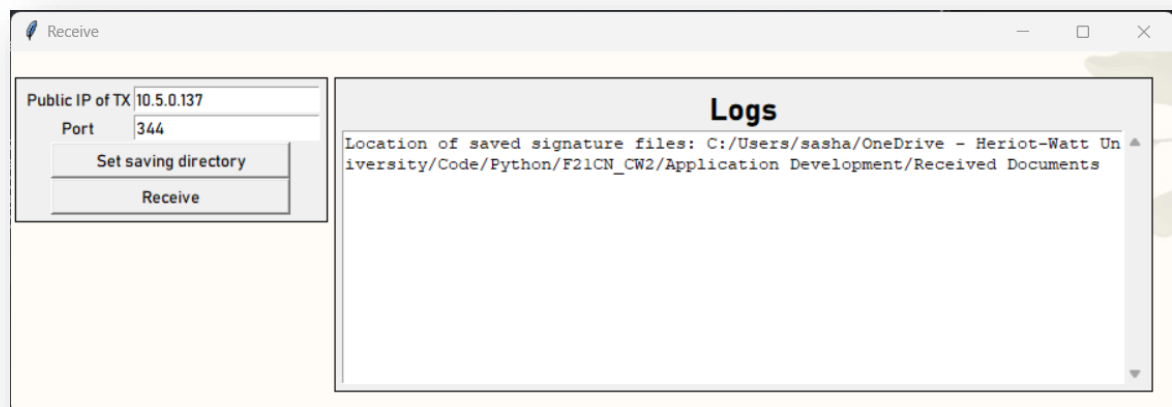 Receive
Public IP of TX 10.5.0.137
Port 344
Set saving directory
Receive
Logs
Location of saved signature files: C:/Users/sasha/OneDrive - Heriot-Watt Un
iversity/Code/Python/F21CN_CW2/Application Development/Received Documents